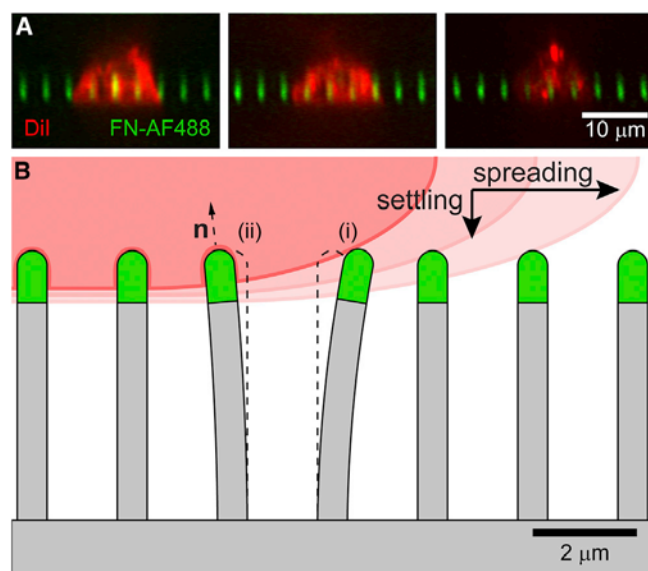 A
DiI
FN-AF488
10 μm
B
spreading
settling
n
(ii)
(i)
2 μm